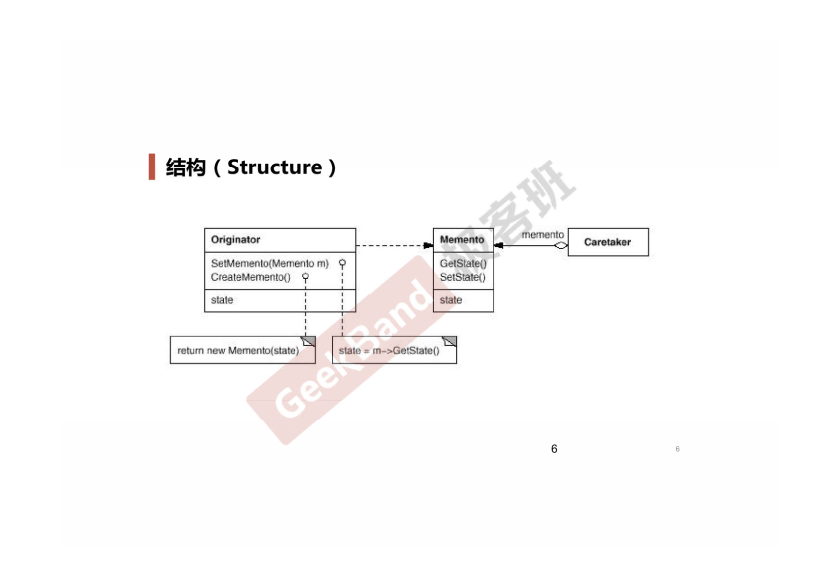 结构（Structure）
Originator
SetMemento(Memento m)
CreateMemento()
state
Memento
GetState()
SetState()
state
memento
Caretaker
return new Memento(state)
state = m->GetState()
GeekBand 极客班
6
6